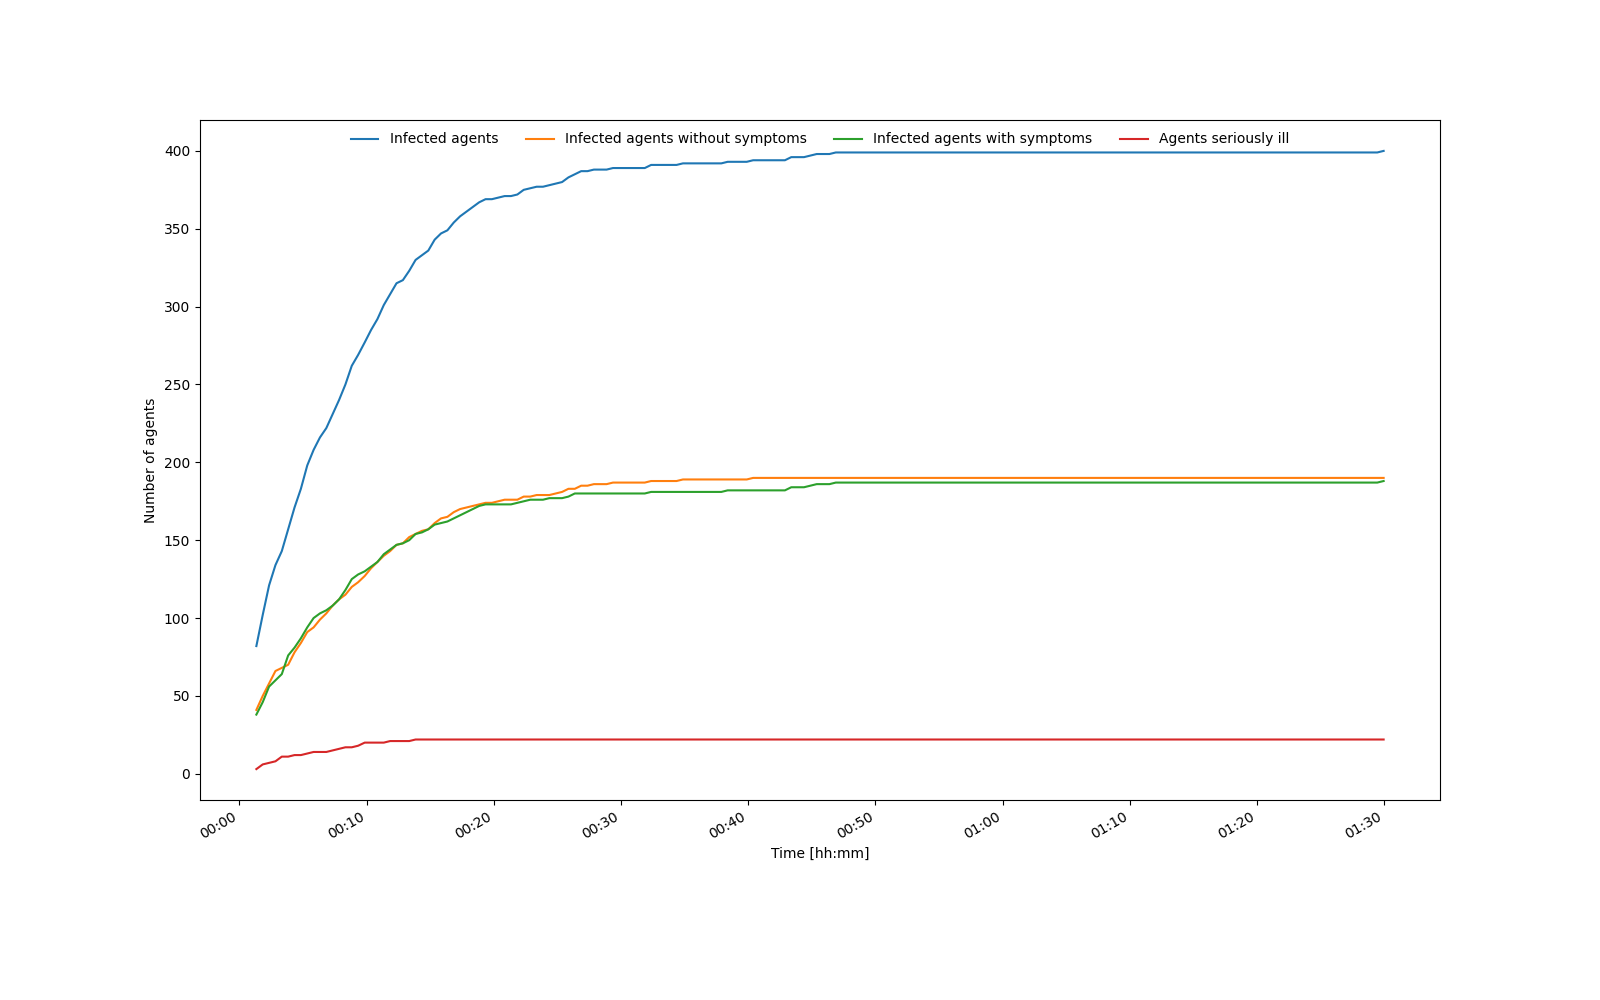 Infected agents Infected agents without symptoms Infected agents with symptoms Agents seriously ill
400
350
300
250
200
150
100
50
0
Number of agents
00:00 00:10 00:20 00:30 00:40 00:50 01:00 01:10 01:20 01:30
Time [hh:mm]